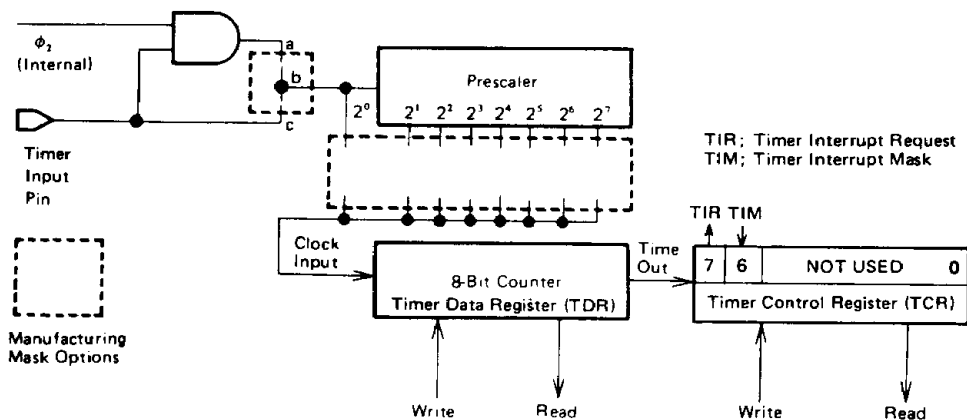 ϕ₂
(Internal)
a
b
c
Prescaler
2⁰ 2¹ 2² 2³ 2⁴ 2⁵ 2⁶ 2⁷
Timer
Input
Pin
TIR; Timer Interrupt Request
TIM; Timer Interrupt Mask
TIR TIM
Clock
Input
8-Bit Counter
Timer Data Register (TDR)
Time
Out
7 6 NOT USED 0
Timer Control Register (TCR)
Manufacturing
Mask Options
Write Read Write Read